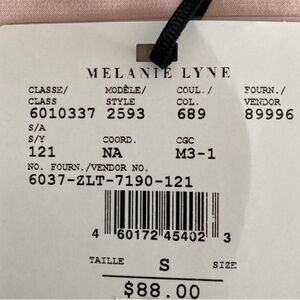 MELANIE LYNE
CLASSE/ MODÈLE/ COUL./ FOURN./
CLASS STYLE COL. VENDOR
6010337 2593 689 89996
S/A
S/Y COORD. CGC
121 NA M3-1
NO. FOURN./VENDOR NO.
6037-ZLT-7190-121
4 60172 45402 3
TAILLE S SIZE
$88.00